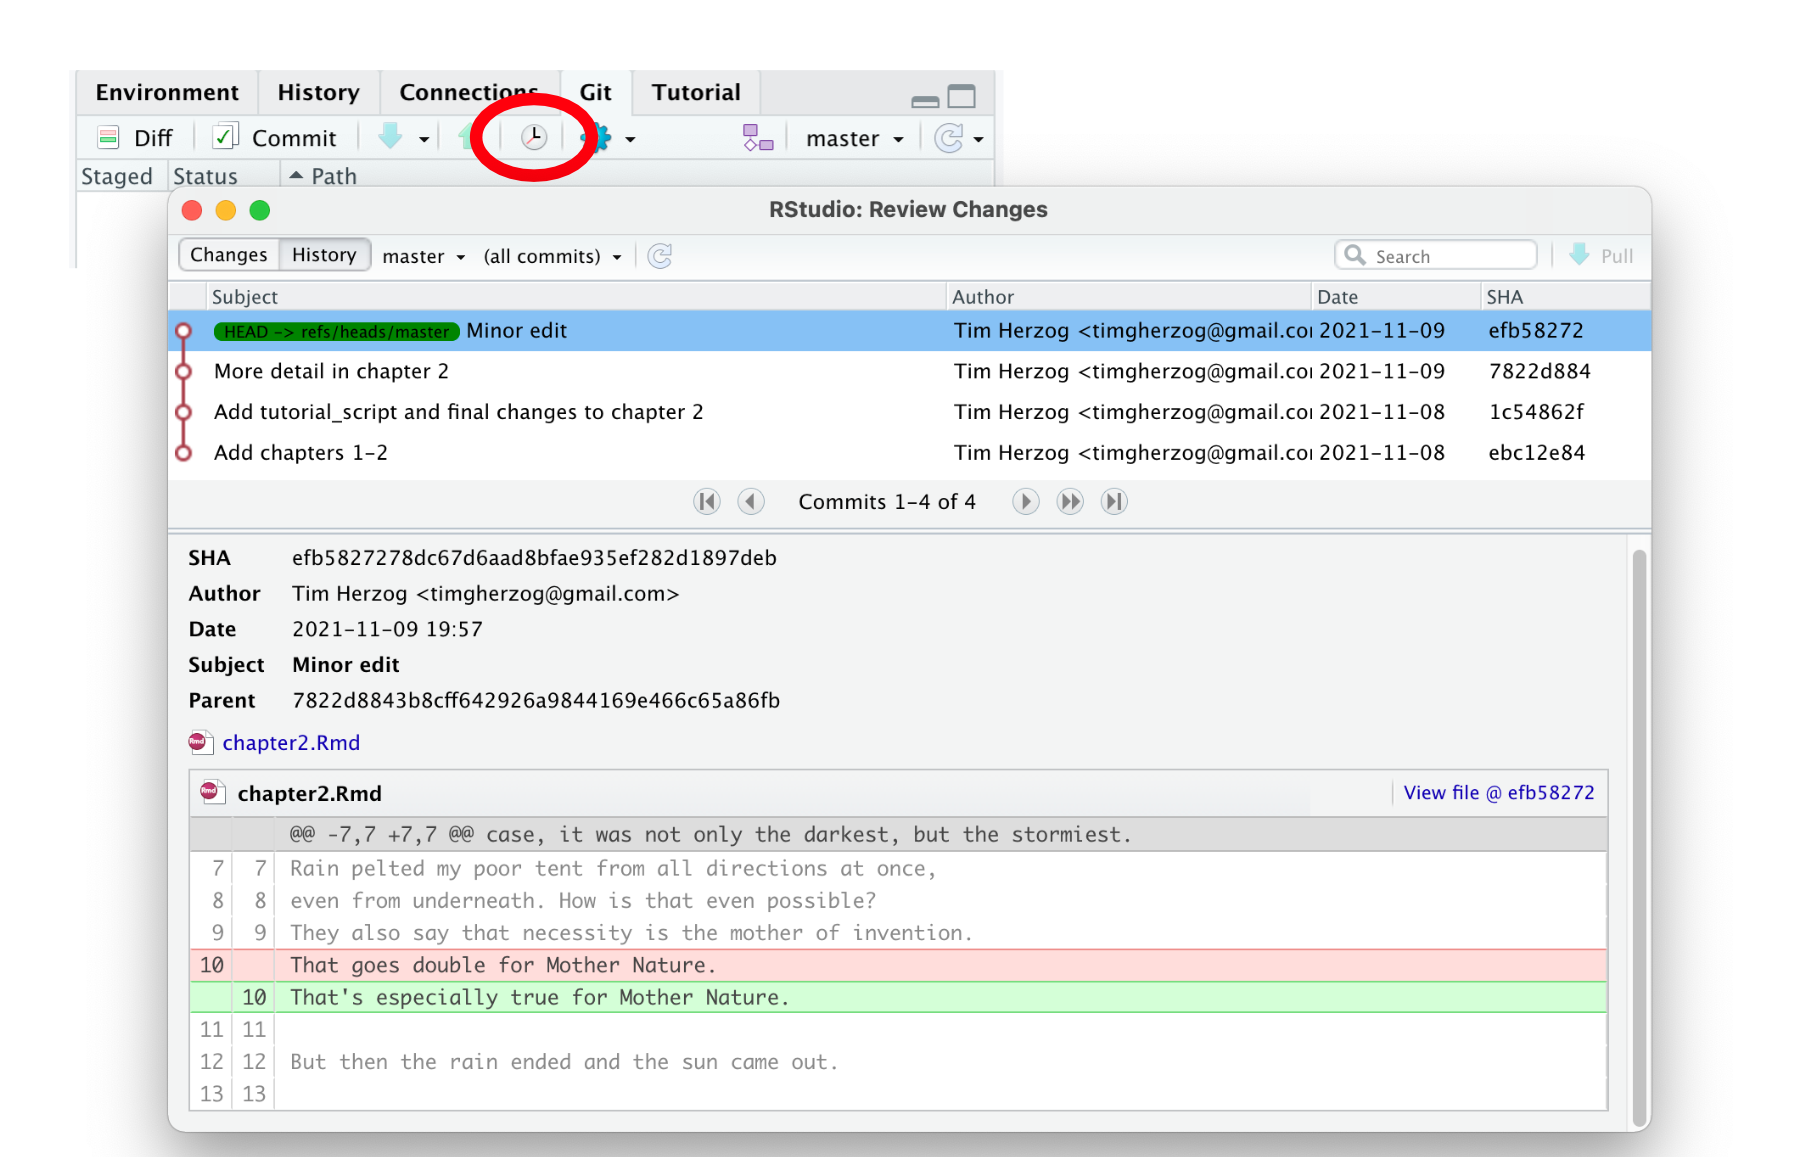 Environment History Connections Git Tutorial
Diff Commit master
Staged Status Path
RStudio: Review Changes
Changes History master (all commits) Search Pull
Subject Author Date SHA
HEAD -> refs/heads/master Minor edit Tim Herzog <timgherzog@gmail.co 2021-11-09 efb58272
More detail in chapter 2 Tim Herzog <timgherzog@gmail.co 2021-11-09 7822d884
Add tutorial_script and final changes to chapter 2 Tim Herzog <timgherzog@gmail.co 2021-11-08 1c54862f
Add chapters 1-2 Tim Herzog <timgherzog@gmail.co 2021-11-08 ebc12e84
Commits 1-4 of 4
SHA efb5827278dc67d6aad8bfae935ef282d1897deb
Author Tim Herzog <timgherzog@gmail.com>
Date 2021-11-09 19:57
Subject Minor edit
Parent 7822d8843b8cff642926a9844169e466c65a86fb
chapter2.Rmd
chapter2.Rmd View file @ efb58272
@@ -7,7 +7,7 @@ case, it was not only the darkest, but the stormiest.
7 7 Rain pelted my poor tent from all directions at once,
8 8 even from underneath. How is that even possible?
9 9 They also say that necessity is the mother of invention.
10 That goes double for Mother Nature.
10 That's especially true for Mother Nature.
11 11
12 12 But then the rain ended and the sun came out.
13 13